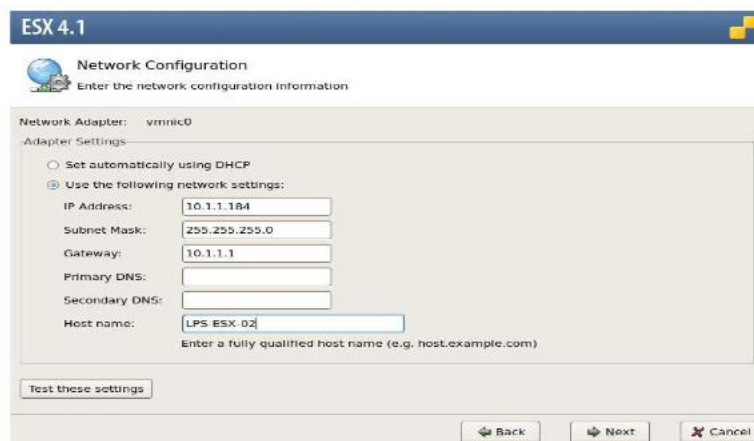 ESX 4.1
Network Configuration
Enter the network configuration information
Network Adapter: vmnic0
Adapter Settings
Set automatically using DHCP
Use the following network settings:
IP Address: 10.1.1.184
Subnet Mask: 255.255.255.0
Gateway: 10.1.1.1
Primary DNS:
Secondary DNS:
Host name: LPS-ESX-02
Enter a fully qualified host name (e.g. host.example.com)
Test these settings
Back Next Cancel